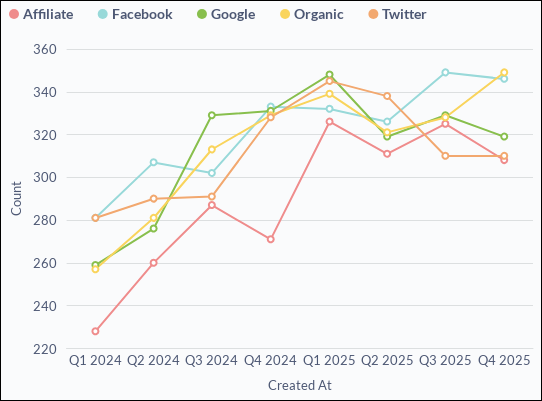 Affiliate Facebook Google Organic Twitter
360
340
320
300
280
260
240
220
Count
Q1 2024 Q2 2024 Q3 2024 Q4 2024 Q1 2025 Q2 2025 Q3 2025 Q4 2025
Created At